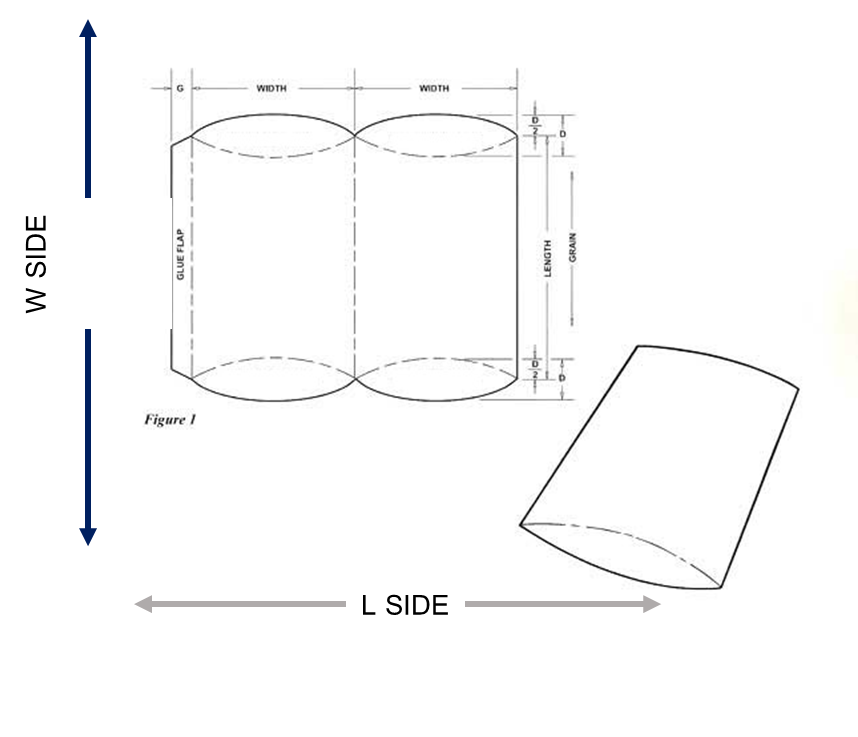 G
WIDTH
WIDTH
D
2
D
W SIDE
GLUE FLAP
LENGTH
GRAIN
D
2
D
Figure 1
L SIDE